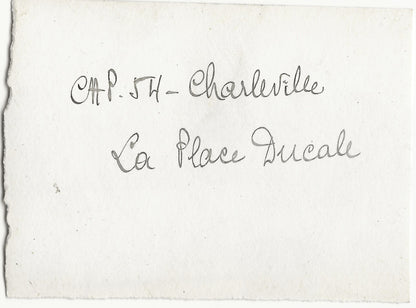 CAP. 54 - Charleville
La Place Ducale